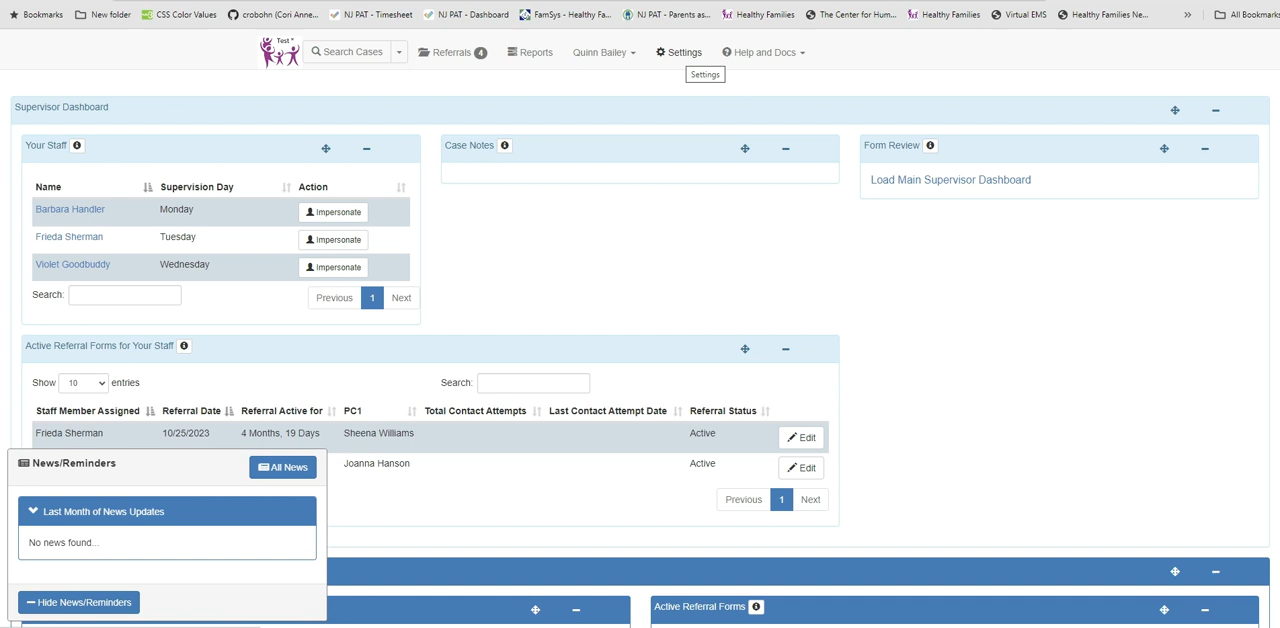 Bookmarks New folder CSS Color Values crobohn (Cori Anne... NJ PAT - Timesheet NJ PAT - Dashboard FamSys - Healthy Fa... NJ PAT - Parents as... Healthy Families The Center for Hum... Healthy Families Virtual EMS Healthy Families Ne... » All Bookmarks
Test *
Search Cases Referrals 4 Reports Quinn Bailey Settings Help and Docs
Settings
Supervisor Dashboard
Your Staff Case Notes Form Review
Load Main Supervisor Dashboard
Name Supervision Day Action
Barbara Handler Monday Impersonate
Frieda Sherman Tuesday Impersonate
Violet Goodbuddy Wednesday Impersonate
Search: Previous 1 Next
Active Referral Forms for Your Staff
Show 10 entries Search:
Staff Member Assigned Referral Date Referral Active for PC1 Total Contact Attempts Last Contact Attempt Date Referral Status
Frieda Sherman 10/25/2023 4 Months, 19 Days Sheena Williams Active Edit
Joanna Hanson Active Edit
Previous 1 Next
News/Reminders All News
Last Month of News Updates
No news found...
Hide News/Reminders
Active Referral Forms